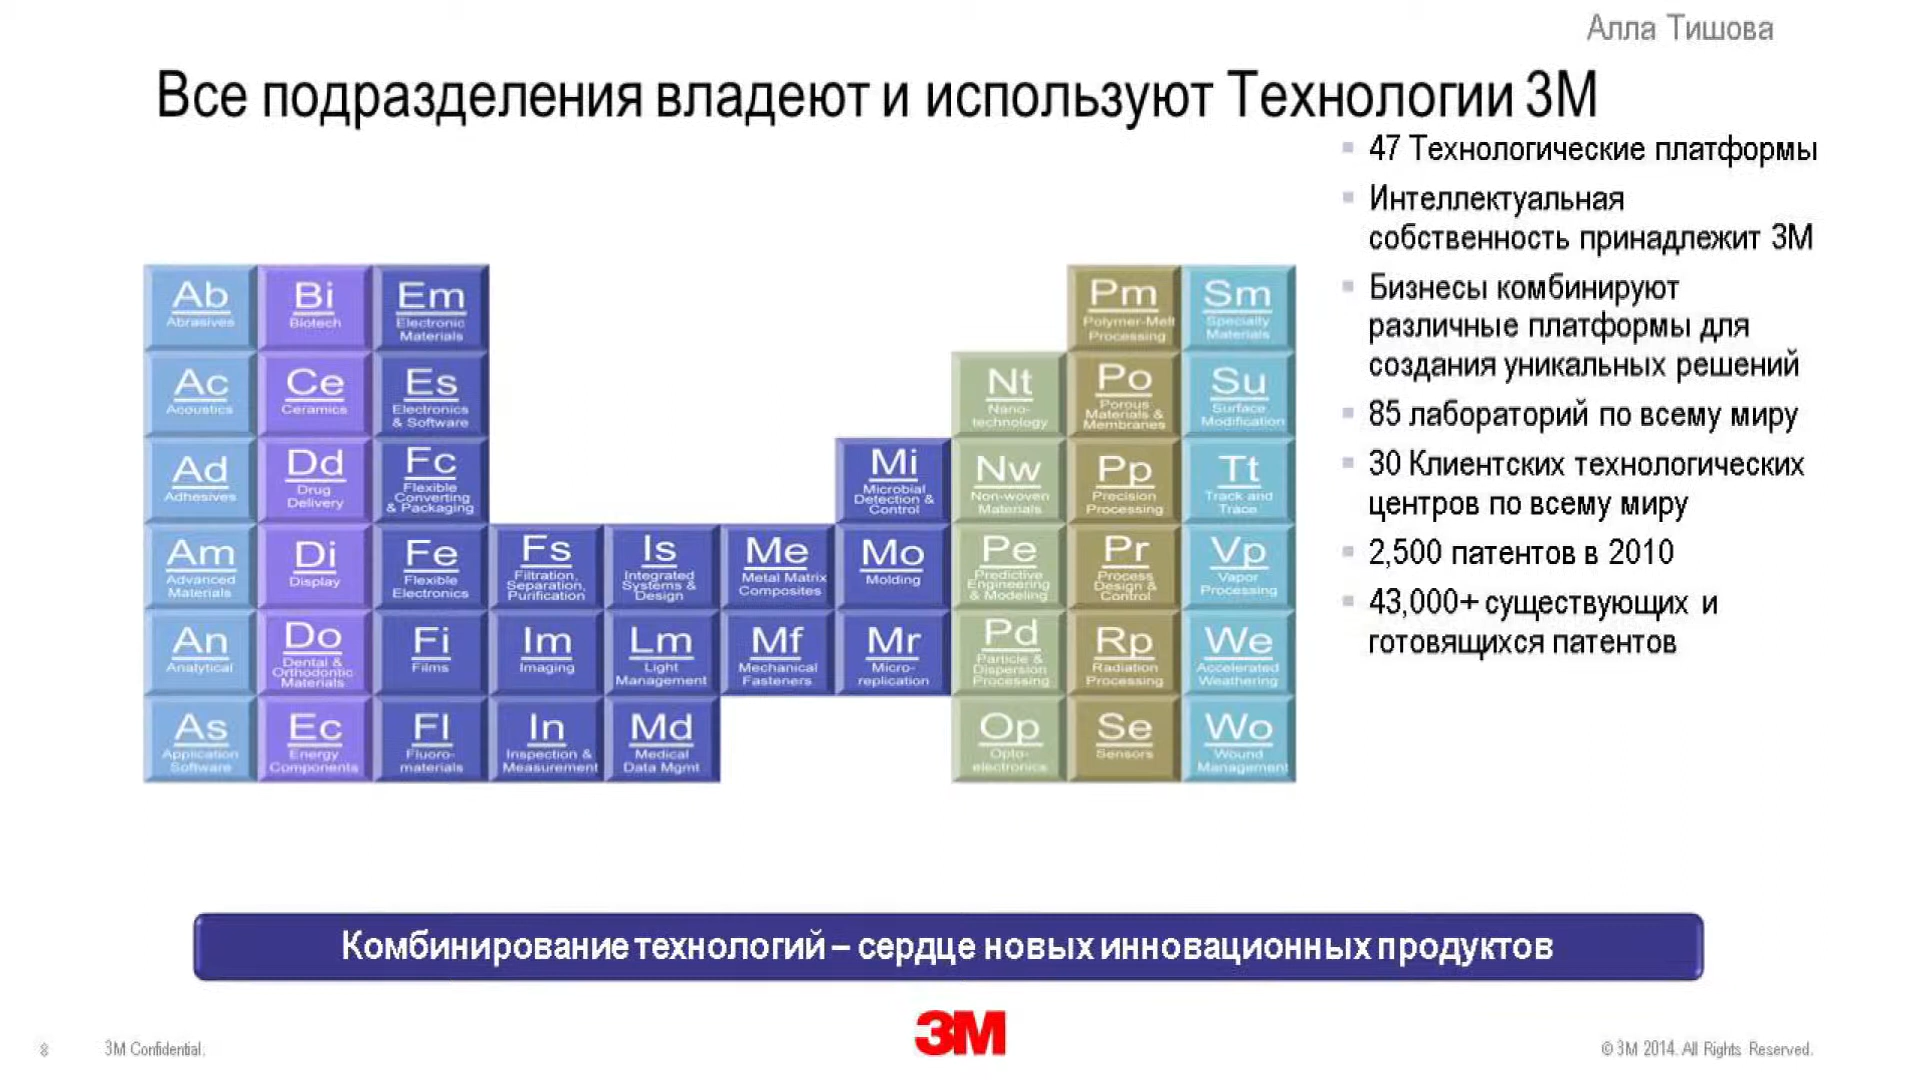 Алла Тишова
Все подразделения владеют и используют Технологии 3М
47 Технологические платформы
Интеллектуальная
собственность принадлежит 3М
Бизнесы комбинируют
различные платформы для
создания уникальных решений
85 лабораторий по всему миру
30 Клиентских технологических
центров по всему миру
2,500 патентов в 2010
43,000+ существующих и
готовящихся патентов
Ab
Abrasives
Bi
Biotech
Em
Electronic
Materials
Pm
Polymer-Melt
Processing
Sm
Specialty
Materials
Ac
Acoustics
Ce
Ceramics
Es
Electronics
& Software
Nt
Nano-
technology
Po
Porous
Materials &
Membranes
Su
Surface
Modification
Ad
Adhesives
Dd
Drug
Delivery
Fc
Flexible
Converting
& Packaging
Mi
Microbial
Detection &
Control
Nw
Non-woven
Materials
Pp
Precision
Processing
Tt
Track and
Trace
Am
Advanced
Materials
Di
Display
Fe
Flexible
Electronics
Fs
Filtration,
Separation,
Purification
Is
Integrated
Systems &
Design
Me
Metal Matrix
Composites
Mo
Molding
Pe
Predictive
Engineering
& Modeling
Pr
Process
Design &
Control
Vp
Vapor
Processing
An
Analytical
Do
Dental &
Orthodontic
Materials
Fi
Films
Im
Imaging
Lm
Light
Management
Mf
Mechanical
Fasteners
Mr
Micro-
replication
Pd
Particle &
Dispersion
Processing
Rp
Radiation
Processing
We
Accelerated
Weathering
As
Application
Software
Ec
Energy
Components
Fl
Fluoro-
materials
In
Inspection &
Measurement
Md
Medical
Data Mgmt
Op
Opto-
electronics
Se
Sensors
Wo
Wound
Management
Комбинирование технологий – сердце новых инновационных продуктов
3M
8
3M Confidential.
© 3M 2014. All Rights Reserved.